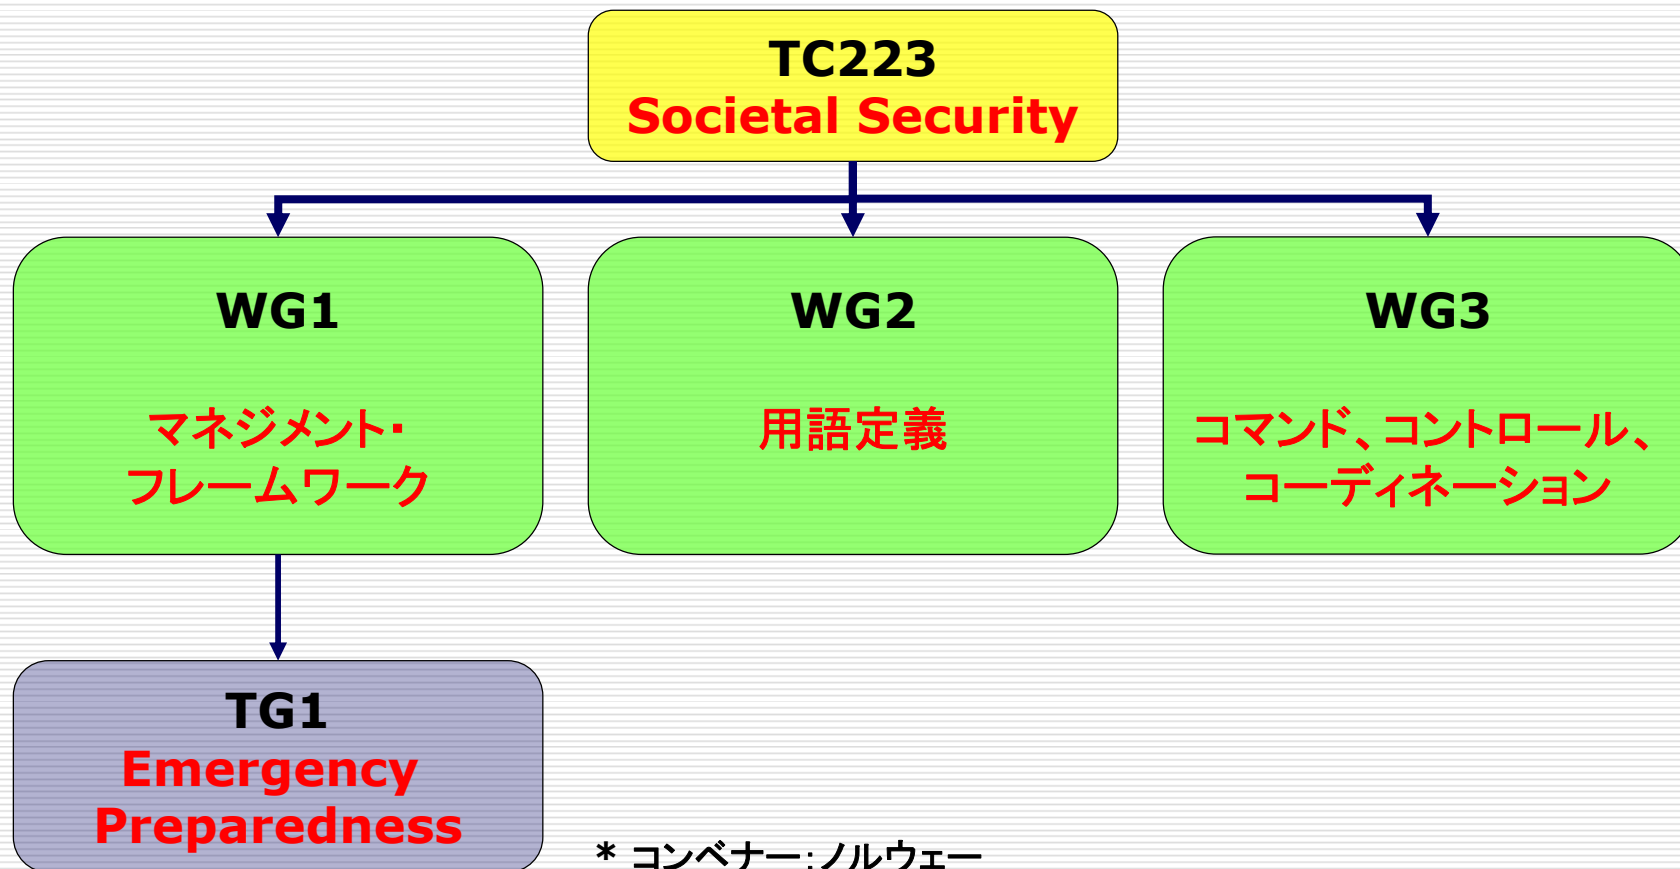 TC223
Societal Security
WG1
マネジメント・
フレームワーク
WG2
用語定義
WG3
コマンド、コントロール、
コーディネーション
TG1
Emergency
Preparedness
* コンベナー:ノルウェー